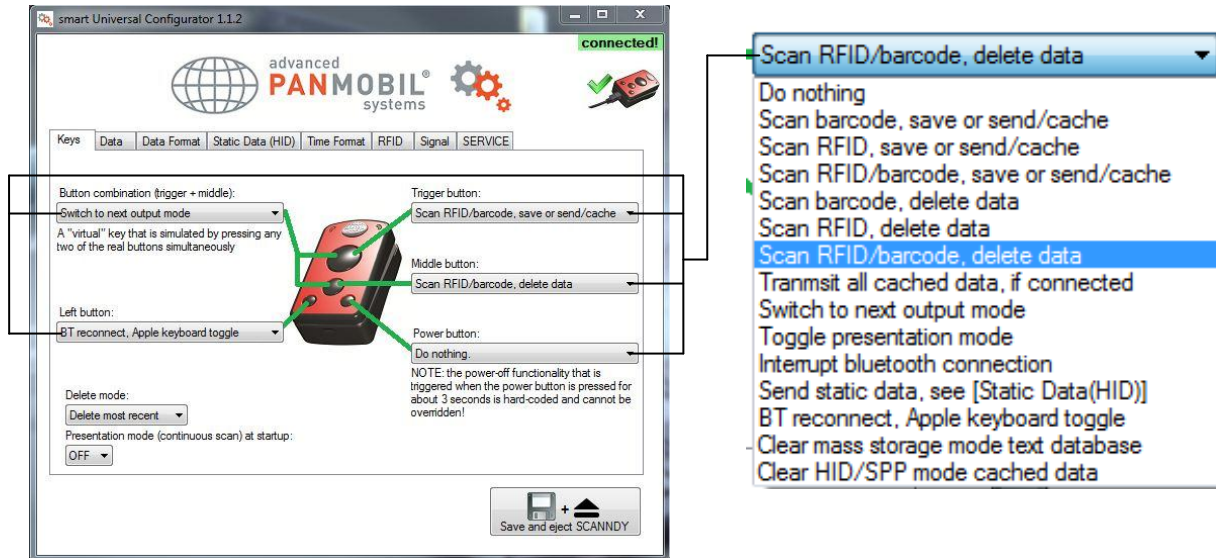 smart Universal Configurator 1.1.2
connected!
advanced
PANMOBIL®
systems
Keys Data Data Format Static Data (HID) Time Format RFID Signal SERVICE
Button combination (trigger + middle):
Switch to next output mode
A "virtual" key that is simulated by pressing any
two of the real buttons simultaneously
Left button:
BT reconnect, Apple keyboard toggle
Delete mode:
Delete most recent
Presentation mode (continuous scan) at startup:
OFF
Trigger button:
Scan RFID/barcode, save or send/cache
Middle button:
Scan RFID/barcode, delete data
Power button:
Do nothing.
NOTE: the power-off functionality that is
triggered when the power button is pressed for
about 3 seconds is hard-coded and cannot be
overridden!
+
Save and eject SCANNDY
Scan RFID/barcode, delete data
Do nothing
Scan barcode, save or send/cache
Scan RFID, save or send/cache
Scan RFID/barcode, save or send/cache
Scan barcode, delete data
Scan RFID, delete data
Scan RFID/barcode, delete data
Tranmsit all cached data, if connected
Switch to next output mode
Toggle presentation mode
Interrupt bluetooth connection
Send static data, see [Static Data(HID)]
BT reconnect, Apple keyboard toggle
Clear mass storage mode text database
Clear HID/SPP mode cached data